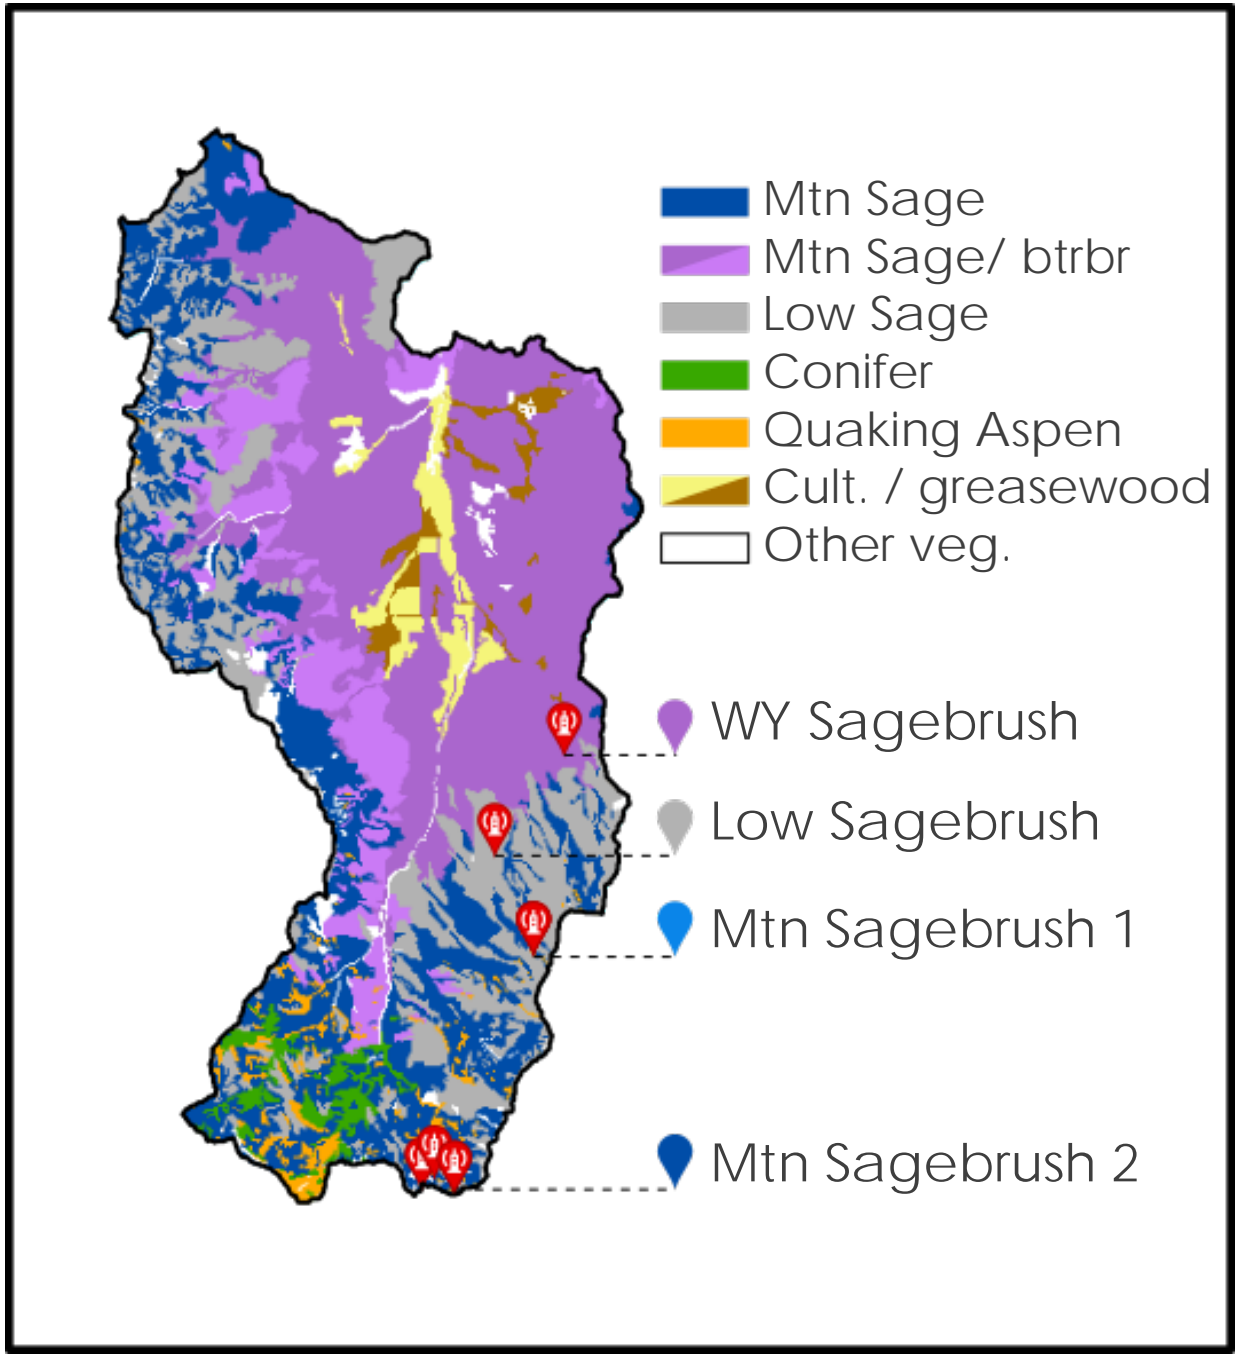 Mtn Sage
Mtn Sage/ btrbr
Low Sage
Conifer
Quaking Aspen
Cult. / greasewood
Other veg.
WY Sagebrush
Low Sagebrush
Mtn Sagebrush 1
Mtn Sagebrush 2